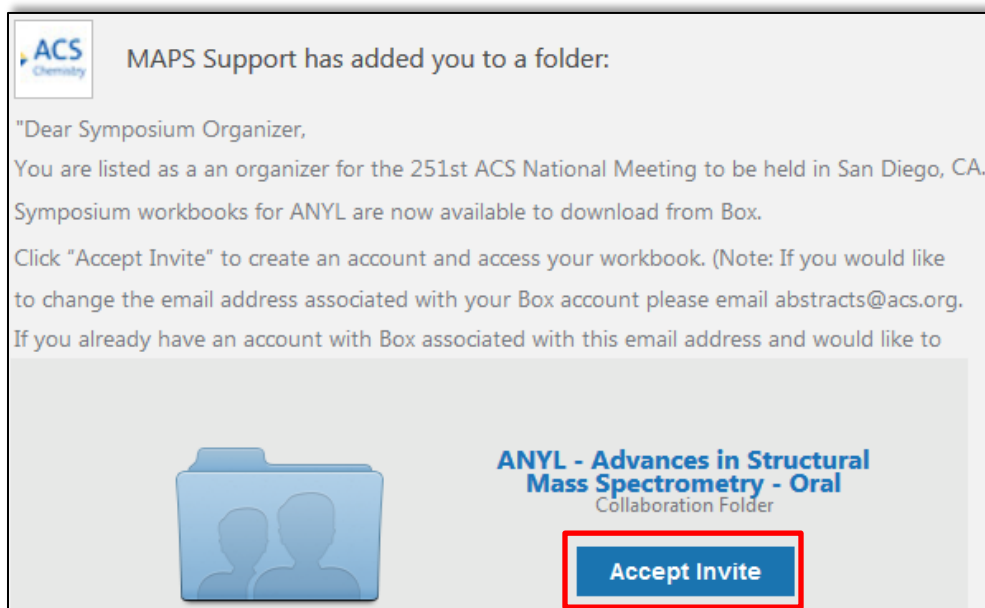 ACS
Chemistry
MAPS Support has added you to a folder:
"Dear Symposium Organizer,
You are listed as a an organizer for the 251st ACS National Meeting to be held in San Diego, CA.
Symposium workbooks for ANYL are now available to download from Box.
Click “Accept Invite” to create an account and access your workbook. (Note: If you would like
to change the email address associated with your Box account please email abstracts@acs.org.
If you already have an account with Box associated with this email address and would like to
ANYL - Advances in Structural
Mass Spectrometry - Oral
Collaboration Folder
Accept Invite